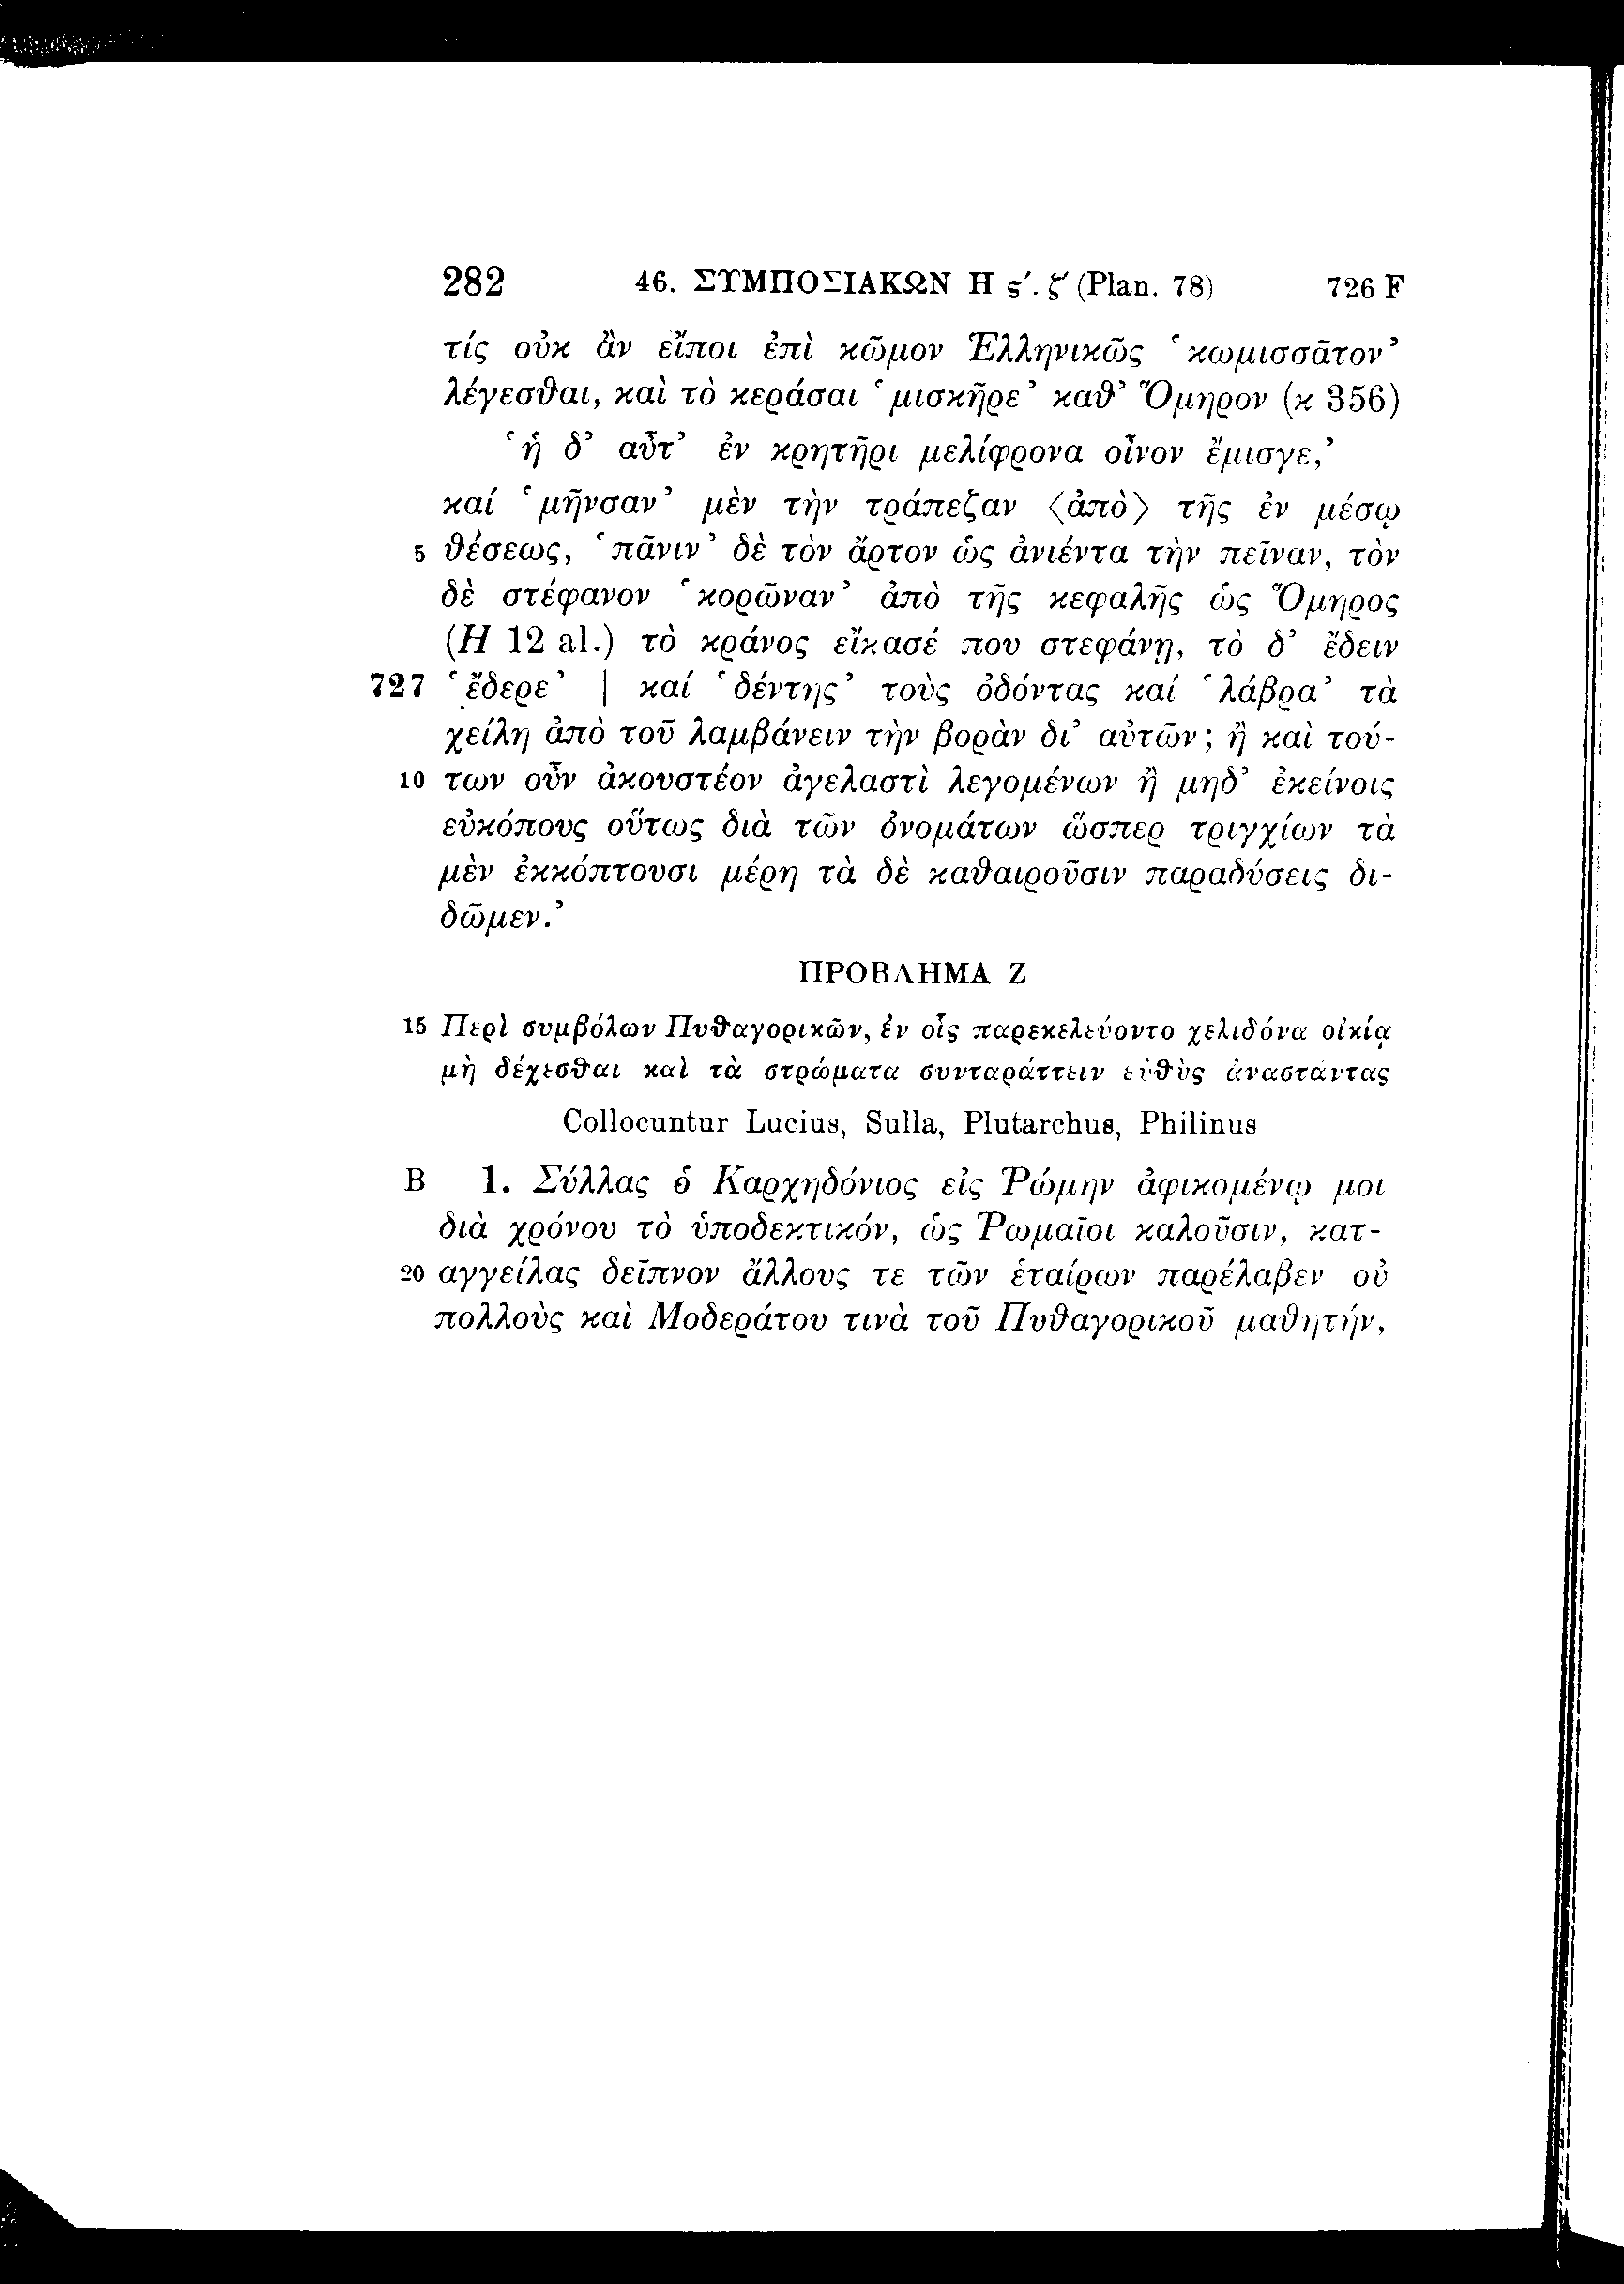 282 46. ΣΥΜΠΟΣΙΑΚΩΝ Η ϛ΄. ζ΄ (Plan. 78) 726 F
τίς οὐκ ἂν εἴποι ἐπὶ κῶμον Ἑλληνικῶς ‘κωμισσᾶτον’
λέγεσθαι, καὶ τὸ κεράσαι ‘μισκῆρε’ καθ’ Ὅμηρον (κ 356)
‘ἡ δ’ αὖτ’ ἐν κρητῆρι μελίφρονα οἶνον ἔμισγε,’
καί ‘μῆνσαν’ μὲν τὴν τράπεζαν 〈ἀπὸ〉 τῆς ἐν μέσῳ
5 θέσεως, ‘πᾶνιν’ δὲ τὸν ἄρτον ὡς ἀνιέντα τὴν πεῖναν, τὸν
δὲ στέφανον ‘κορῶναν’ ἀπὸ τῆς κεφαλῆς ὡς Ὅμηρος
(Η 12 al.) τὸ κράνος εἴκασέ που στεφάνῃ, τὸ δ’ ἔδειν
727 ‘ἔδερε’ | καί ‘δέντης’ τοὺς ὀδόντας καί ‘λάβρα’ τὰ
χείλη ἀπὸ τοῦ λαμβάνειν τὴν βορὰν δι’ αὐτῶν; ἢ καὶ τού-
10 των οὖν ἀκουστέον ἀγελαστὶ λεγομένων ἢ μηδ’ ἐκείνοις
εὐκόπους οὕτως διὰ τῶν ὀνομάτων ὥσπερ τριγχίων τὰ
μὲν ἐκκόπτουσι μέρη τὰ δὲ καθαιροῦσιν παραδύσεις δι-
δῶμεν.’
ΠΡΟΒΛΗΜΑ Ζ
15 Περὶ συμβόλων Πυθαγορικῶν, ἐν οἷς παρεκελεύοντο χελιδόνα οἰκίᾳ
μὴ δέχεσθαι καὶ τὰ στρώματα συνταράττειν εὐθὺς ἀναστάντας
Collocuntur Lucius, Sulla, Plutarchus, Philinus
B 1. Σύλλας ὁ Καρχηδόνιος εἰς Ῥώμην ἀφικομένῳ μοι
διὰ χρόνου τὸ ὑποδεκτικόν, ὡς Ῥωμαῖοι καλοῦσιν, κατ-
20 αγγείλας δεῖπνον ἄλλους τε τῶν ἑταίρων παρέλαβεν οὐ
πολλοὺς καὶ Μοδεράτου τινὰ τοῦ Πυθαγορικοῦ μαθητήν,